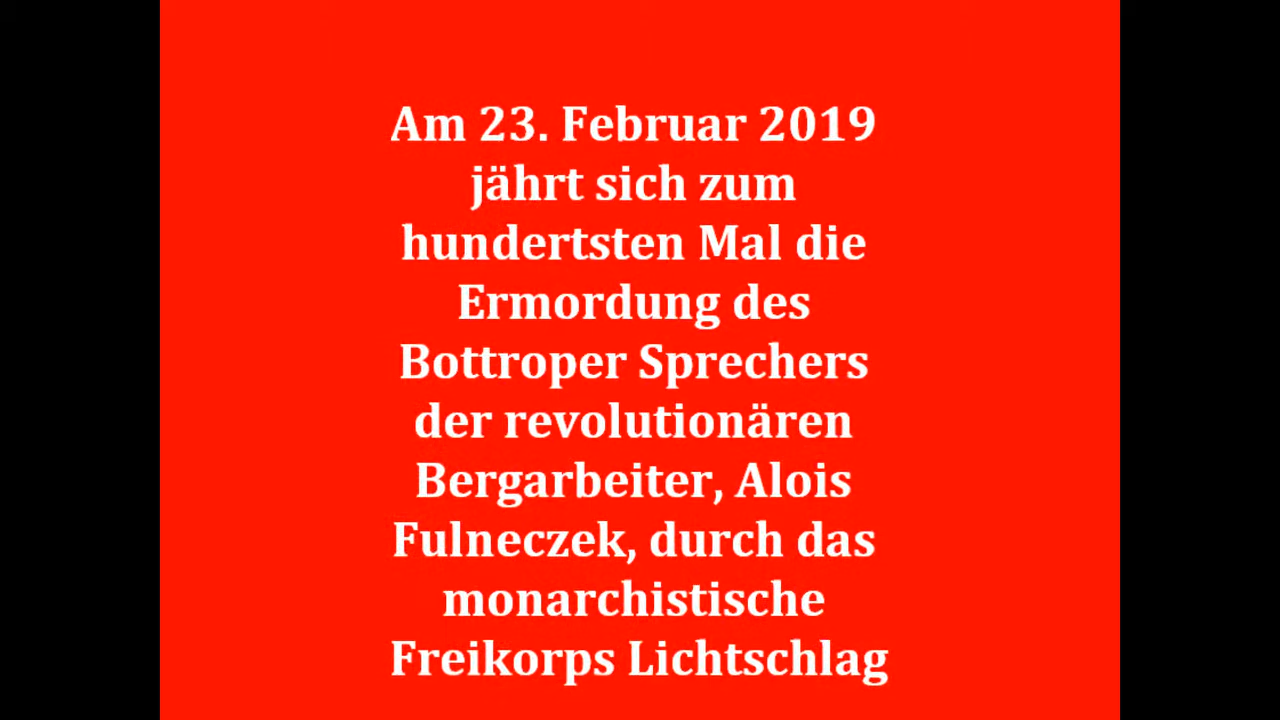 Am 23. Februar 2019
jährt sich zum
hundertsten Mal die
Ermordung des
Bottroper Sprechers
der revolutionären
Bergarbeiter, Alois
Fulneczek, durch das
monarchistische
Freikorps Lichtschlag